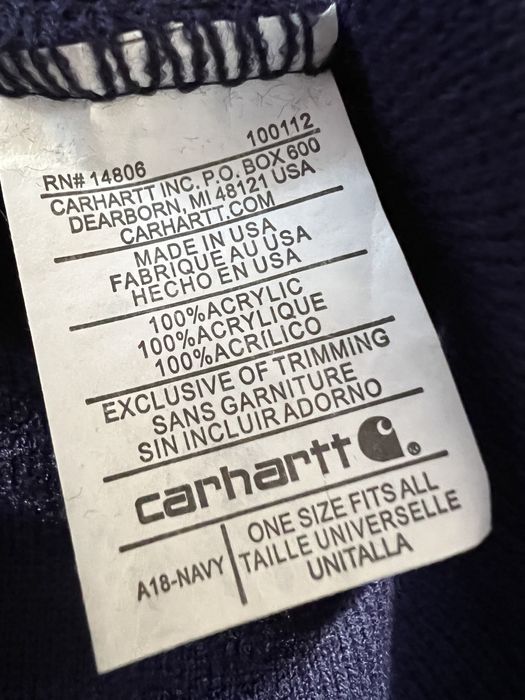 RN# 14806 100112
CARHARTT INC. P.O. BOX 600
DEARBORN, MI 48121 USA
CARHARTT.COM
MADE IN USA
FABRIQUE AU USA
HECHO EN USA
100% ACRYLIC
100% ACRYLIQUE
100% ACRILICO
EXCLUSIVE OF TRIMMING
SANS GARNITURE
SIN INCLUIR ADORNO
carhartt ®
A18-NAVY
ONE SIZE FITS ALL
TAILLE UNIVERSELLE
UNITALLA